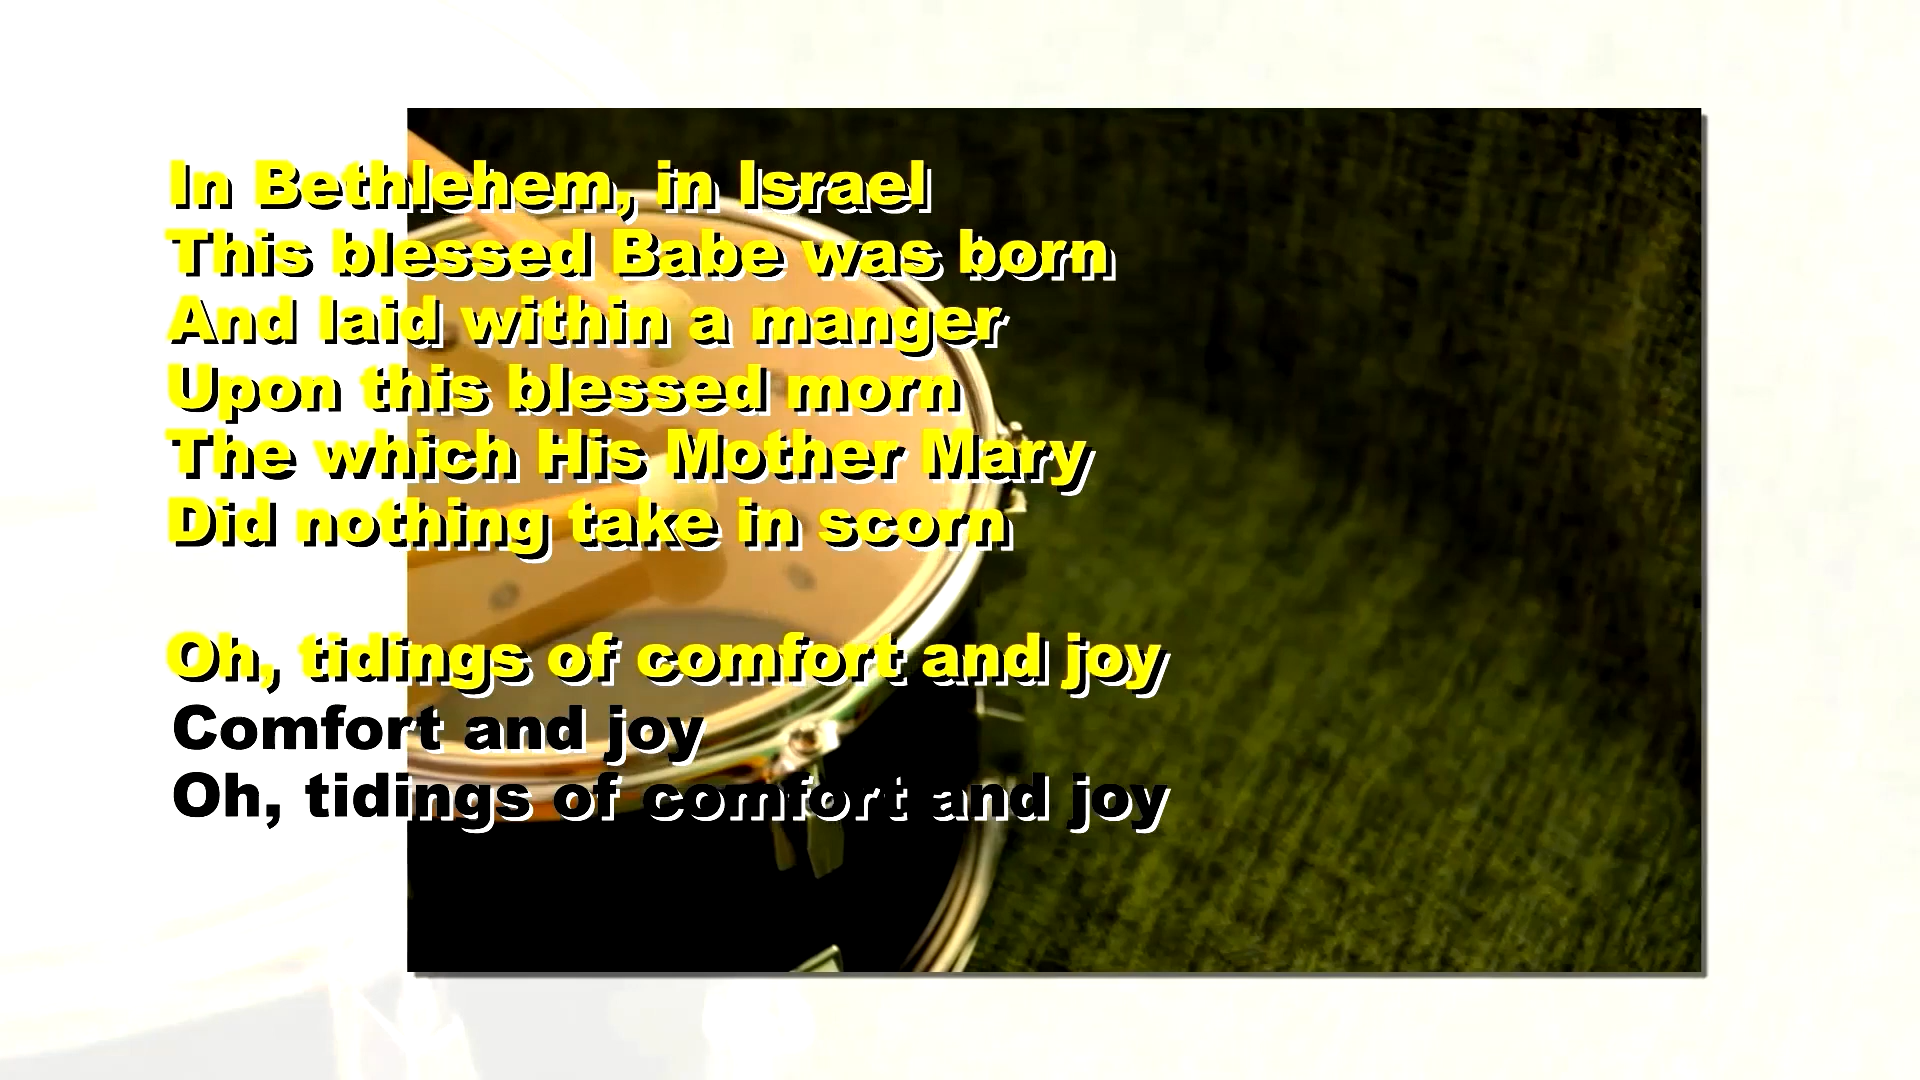 In Bethlehem, in Israel
This blessed Babe was born
And laid within a manger
Upon this blessed morn
The which His Mother Mary
Did nothing take in scorn
Oh, tidings of comfort and joy
Comfort and joy
Oh, tidings of comfort and joy